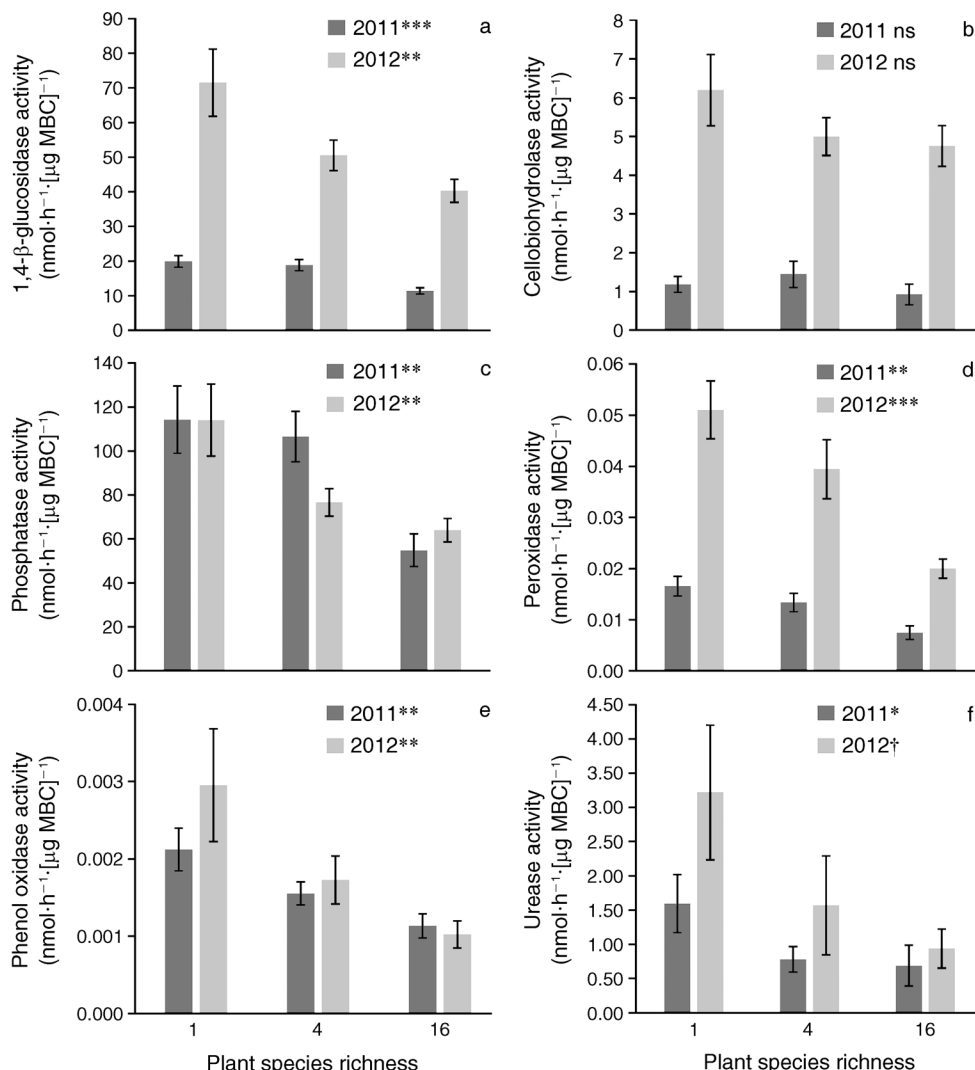 1,4-β-glucosidase activity
(nmol·h⁻¹·[µg MBC]⁻¹
90
80
70
60
50
40
30
20
10
0
2011***
2012**
a
Cellobiohydrolase activity
(nmol·h⁻¹·[µg MBC]⁻¹
9
8
7
6
5
4
3
2
1
0
2011 ns
2012 ns
b
Phosphatase activity
(nmol·h⁻¹·[µg MBC]⁻¹
140
120
100
80
60
40
20
0
2011**
2012**
c
Peroxidase activity
(nmol·h⁻¹·[µg MBC]⁻¹
0.06
0.05
0.04
0.03
0.02
0.01
0.00
2011**
2012***
d
Phenol oxidase activity
(nmol·h⁻¹·[µg MBC]⁻¹
0.004
0.003
0.002
0.001
0.000
2011**
2012**
e
1 4 16
Plant species richness
Urease activity
(nmol·h⁻¹·[µg MBC]⁻¹
4.50
4.00
3.50
3.00
2.50
2.00
1.50
1.00
0.50
0.00
2011*
2012†
f
1 4 16
Plant species richness